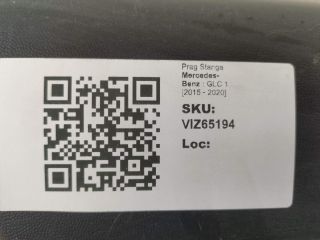 Prag Stanga
Mercedes-
Benz : GLC 1
[2015 - 2020]
SKU:
VIZ65194
Loc: